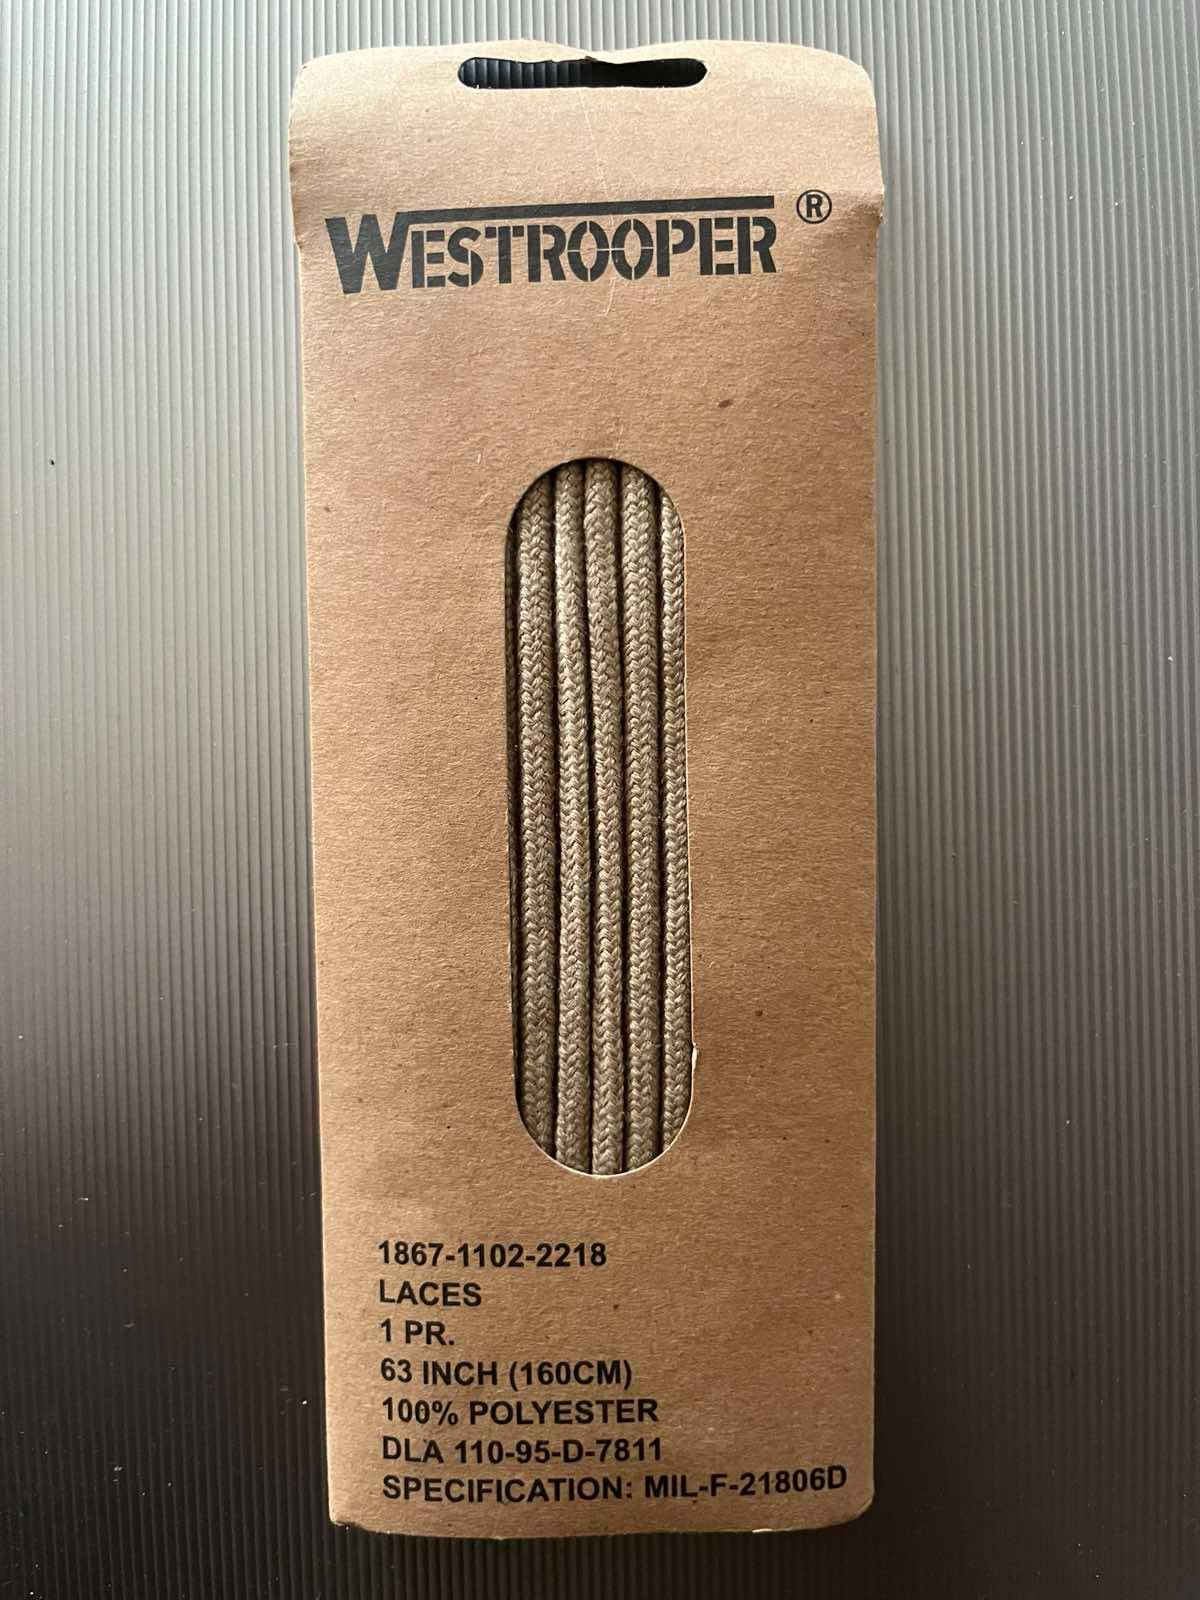 WESTROOPER ®
1867-1102-2218
LACES
1 PR.
63 INCH (160CM)
100% POLYESTER
DLA 110-95-D-7811
SPECIFICATION: MIL-F-21806D